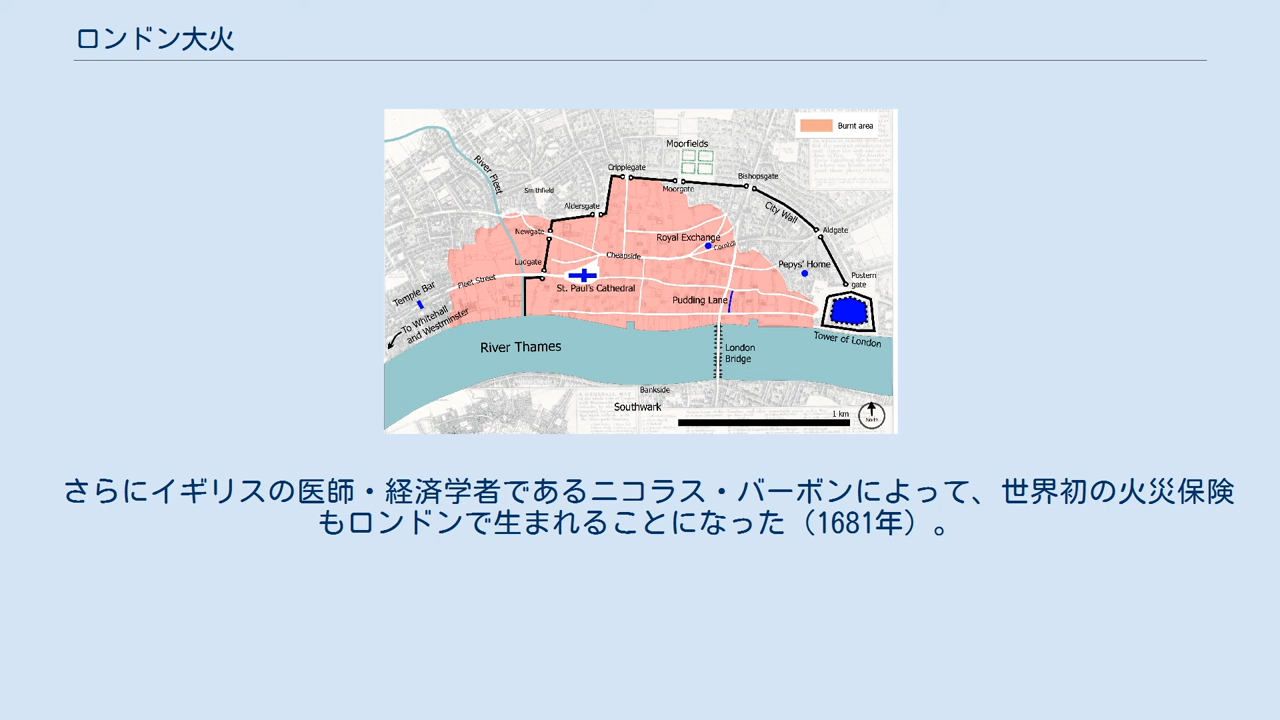 ロンドン大火
Burnt area
Moorfields
Cripplegate
Bishopsgate
River Fleet
Smithfield
Moorgate
Aldersgate
City Wall
Newgate
Royal Exchange
Cornhill
Aldgate
Cheapside
Ludgate
Pepys' Home
Fleet Street
St. Paul's Cathedral
Postern
gate
Temple Bar
Pudding Lane
To Whitehall
and Westminster
Tower of London
River Thames
London
Bridge
Bankside
Southwark
1 km
North
さらにイギリスの医師・経済学者であるニコラス・バーボンによって、世界初の火災保険
もロンドンで生まれることになった（1681年）。